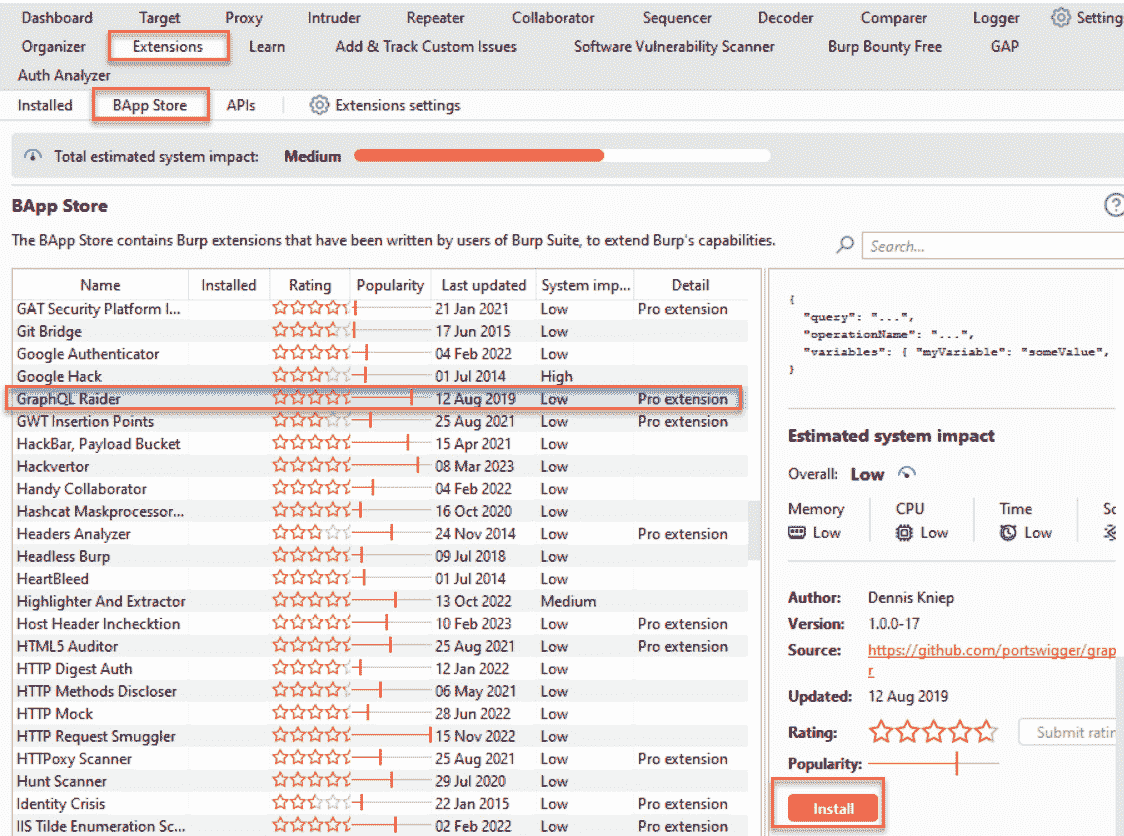 Dashboard Target Proxy Intruder Repeater Collaborator Sequencer Decoder Comparer Logger Setting
Organizer Extensions Learn Add & Track Custom Issues Software Vulnerability Scanner Burp Bounty Free GAP
Auth Analyzer
Installed BApp Store APIs Extensions settings
Total estimated system impact: Medium
BApp Store
The BApp Store contains Burp extensions that have been written by users of Burp Suite, to extend Burp's capabilities.
Search...
Name Installed Rating Popularity Last updated System imp... Detail
GAT Security Platform I... 21 Jan 2021 Low Pro extension
Git Bridge 17 Jun 2015 Low
Google Authenticator 04 Feb 2022 Low
Google Hack 01 Jul 2014 High
GraphQL Raider 12 Aug 2019 Low Pro extension
GWT Insertion Points 25 Aug 2021 Low Pro extension
HackBar, Payload Bucket 15 Apr 2021 Low
Hackvertor 08 Mar 2023 Low
Handy Collaborator 04 Feb 2022 Low
Hashcat Maskprocessor... 16 Oct 2020 Low
Headers Analyzer 24 Nov 2014 Low Pro extension
Headless Burp 09 Jul 2018 Low
HeartBleed 01 Jul 2014 Low
Highlighter And Extractor 13 Oct 2022 Medium
Host Header Inchecktion 10 Feb 2023 Low Pro extension
HTML5 Auditor 25 Aug 2021 Low Pro extension
HTTP Digest Auth 12 Jan 2022 Low
HTTP Methods Discloser 06 May 2021 Low
HTTP Mock 28 Jun 2022 Low
HTTP Request Smuggler 15 Nov 2022 Low
HTTPoxy Scanner 25 Aug 2021 Low Pro extension
Hunt Scanner 29 Jul 2020 Low
Identity Crisis 22 Jan 2015 Low Pro extension
IIS Tilde Enumeration Sc... 02 Feb 2022 Low Pro extension
{
"query": "...",
"operationName": "...",
"variables": { "myVariable": "someValue",
}
Estimated system impact
Overall: Low
Memory CPU Time Sc
Low Low Low
Author: Dennis Kniep
Version: 1.0.0-17
Source: https://github.com/portswigger/grap
r
Updated: 12 Aug 2019
Rating: Submit ratin
Popularity:
Install